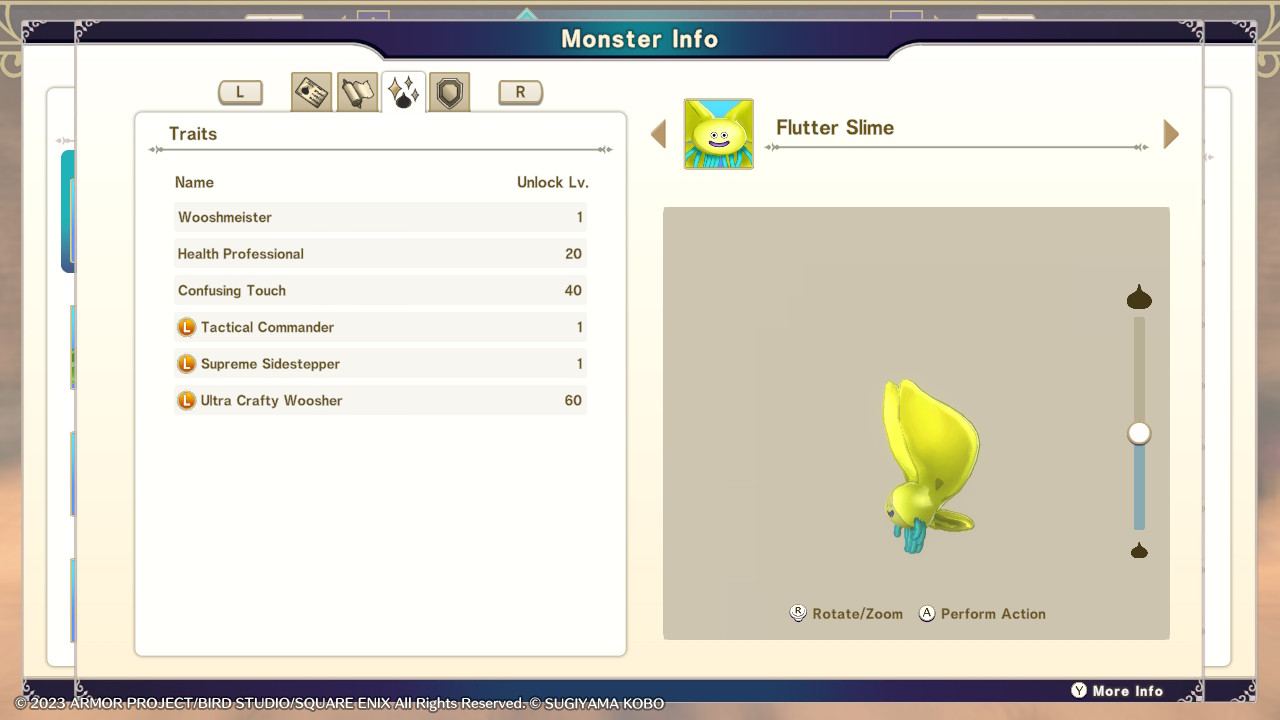 Monster Info
L
R
Traits
Flutter Slime
Name Unlock Lv.
Wooshmeister 1
Health Professional 20
Confusing Touch 40
L Tactical Commander 1
L Supreme Sidestepper 1
L Ultra Crafty Woosher 60
R Rotate/Zoom A Perform Action
Y More Info
© 2023 ARMOR PROJECT/BIRD STUDIO/SQUARE ENIX All Rights Reserved. © SUGIYAMA KOBO